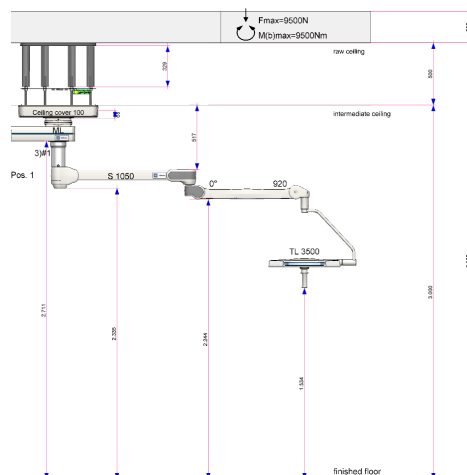 Fmax=9500N
M(b)max=9500Nm
raw ceiling
329
500
Ceiling cover 100
intermediate ceiling
ML
517
3)#1
Pos. 1
S 1050
0°
920
TL 3500
2.711
2.335
2.244
1.534
3.000
finished floor